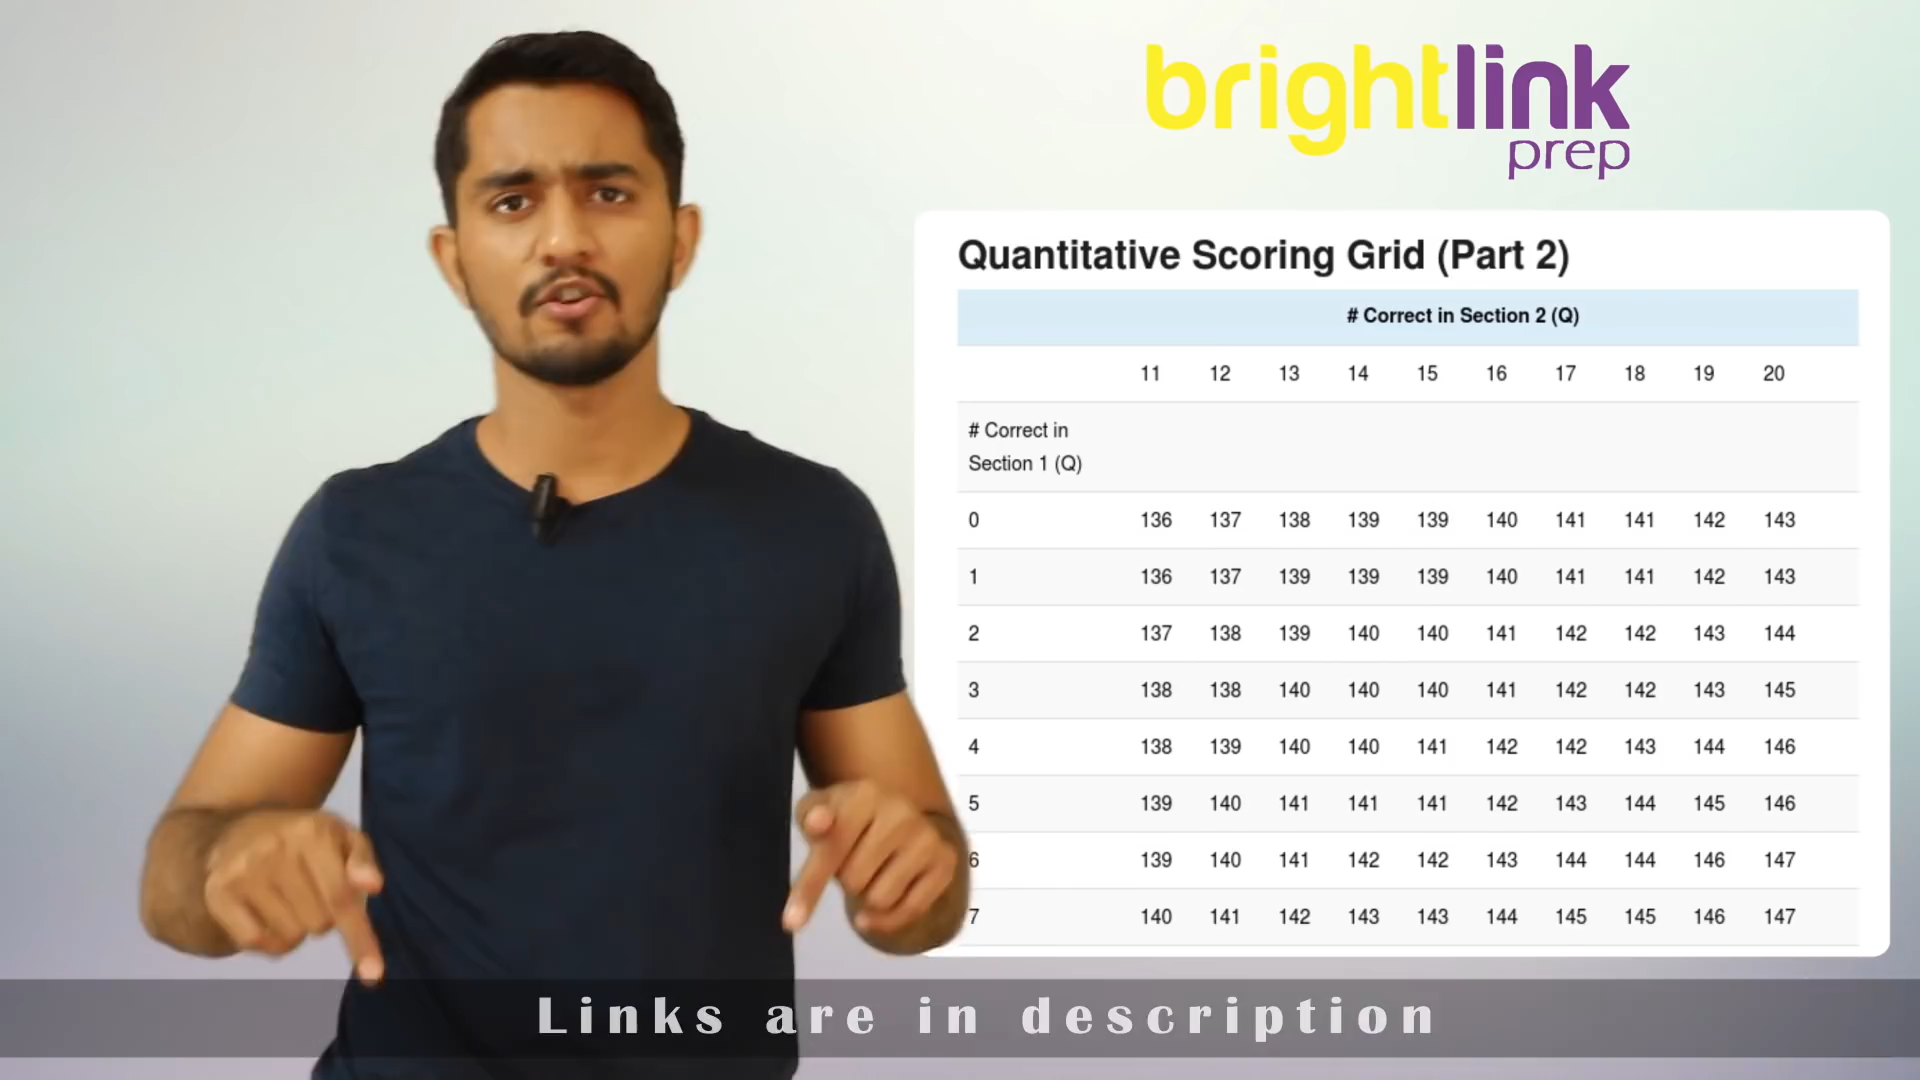 brightlink
prep
Quantitative Scoring Grid (Part 2)
# Correct in Section 2 (Q)
11 12 13 14 15 16 17 18 19 20
# Correct in
Section 1 (Q)
0 136 137 138 139 139 140 141 141 142 143
1 136 137 139 139 139 140 141 141 142 143
2 137 138 139 140 140 141 142 142 143 144
3 138 138 140 140 140 141 142 142 143 145
4 138 139 140 140 141 142 142 143 144 146
5 139 140 141 141 141 142 143 144 145 146
6 139 140 141 142 142 143 144 144 146 147
7 140 141 142 143 143 144 145 145 146 147
Links are in description